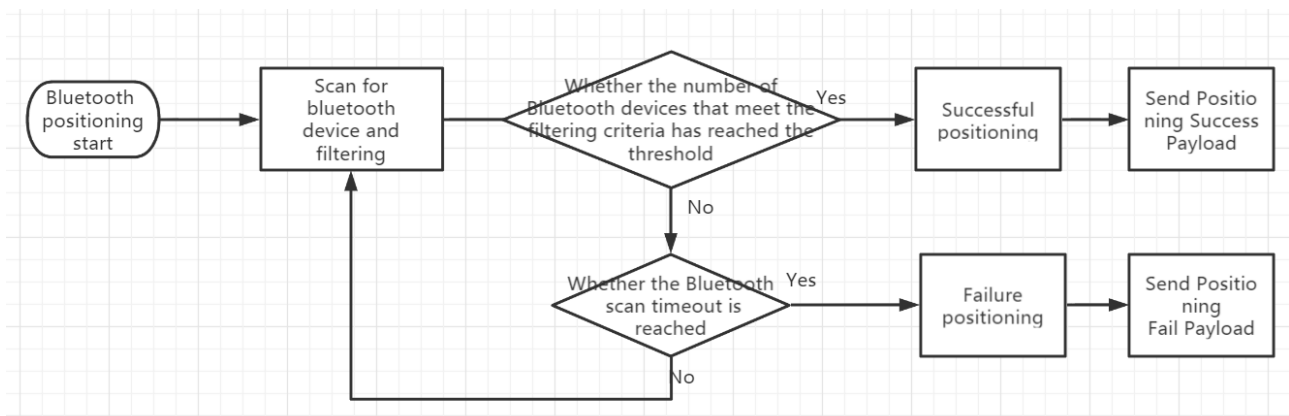 Bluetooth
positioning
start
Scan for
bluetooth
device and
filtering
Whether the number of
Bluetooth devices that meet the
filtering criteria has reached the
threshold
Yes
Successful
positioning
Send Positio
ning Success
Payload
No
Whether the Bluetooth
scan timeout is
reached
Yes
Failure
positioning
Send Positio
ning
Fail Payload
No